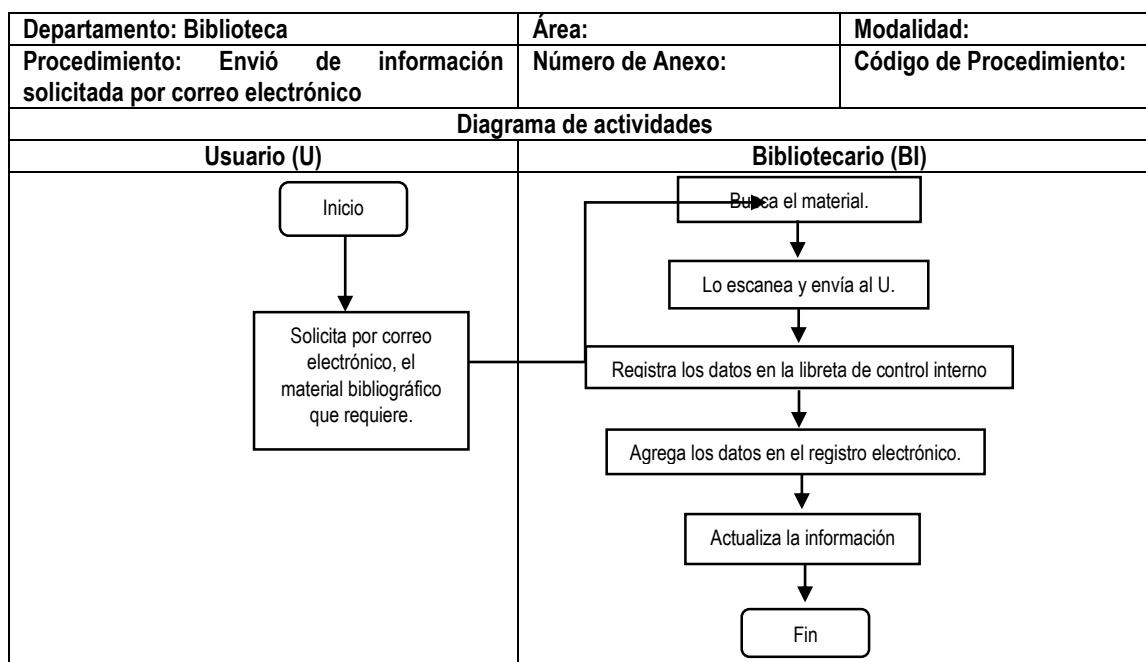 Departamento: Biblioteca
Área:
Modalidad:
Procedimiento: Envió de información
solicitada por correo electrónico
Número de Anexo:
Código de Procedimiento:
Diagrama de actividades
Usuario (U)
Bibliotecario (BI)
Inicio
Solicita por correo
electrónico, el
material bibliográfico
que requiere.
Busca el material.
Lo escanea y envía al U.
Registra los datos en la libreta de control interno
Agrega los datos en el registro electrónico.
Actualiza la información
Fin